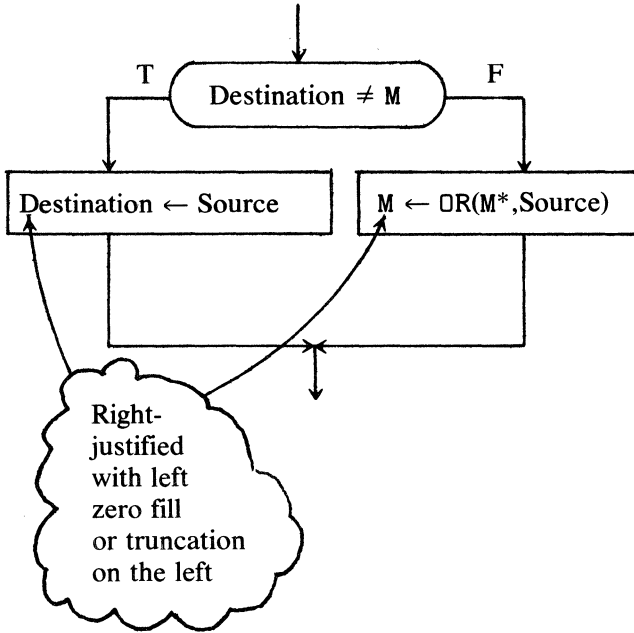 T
F
Destination ≠ M
Destination ← Source
M ← OR(M*,Source)
Right-
justified
with left
zero fill
or truncation
on the left